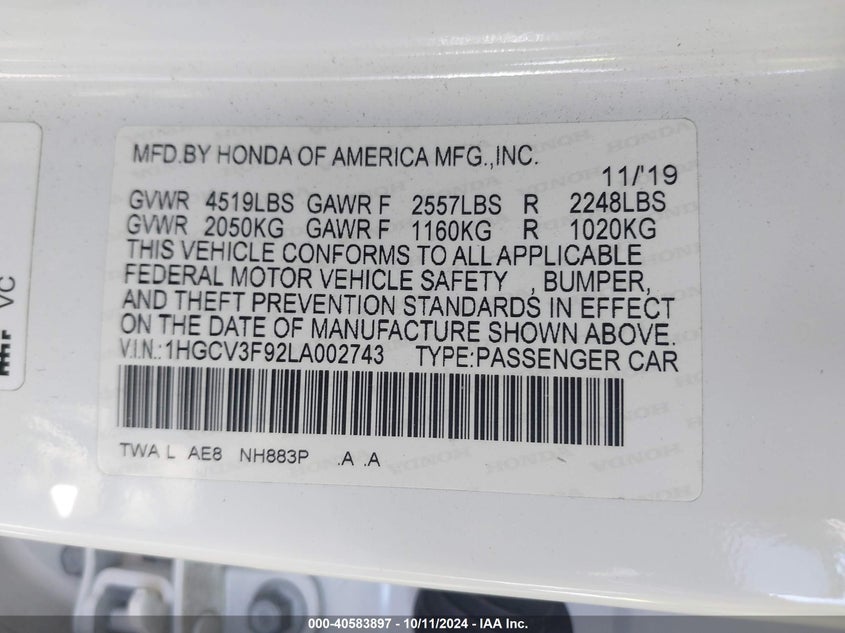 MFD.BY HONDA OF AMERICA MFG.,INC.
11/'19
GVWR 4519LBS GAWR F 2557LBS R 2248LBS
GVWR 2050KG GAWR F 1160KG R 1020KG
THIS VEHICLE CONFORMS TO ALL APPLICABLE
FEDERAL MOTOR VEHICLE SAFETY , BUMPER,
AND THEFT PREVENTION STANDARDS IN EFFECT
ON THE DATE OF MANUFACTURE SHOWN ABOVE.
V.I.N.:1HGCV3F92LA002743 TYPE:PASSENGER CAR
TWA L AE8 NH883P .A .A
VC
000-40583897 - 10/11/2024 - IAA Inc.